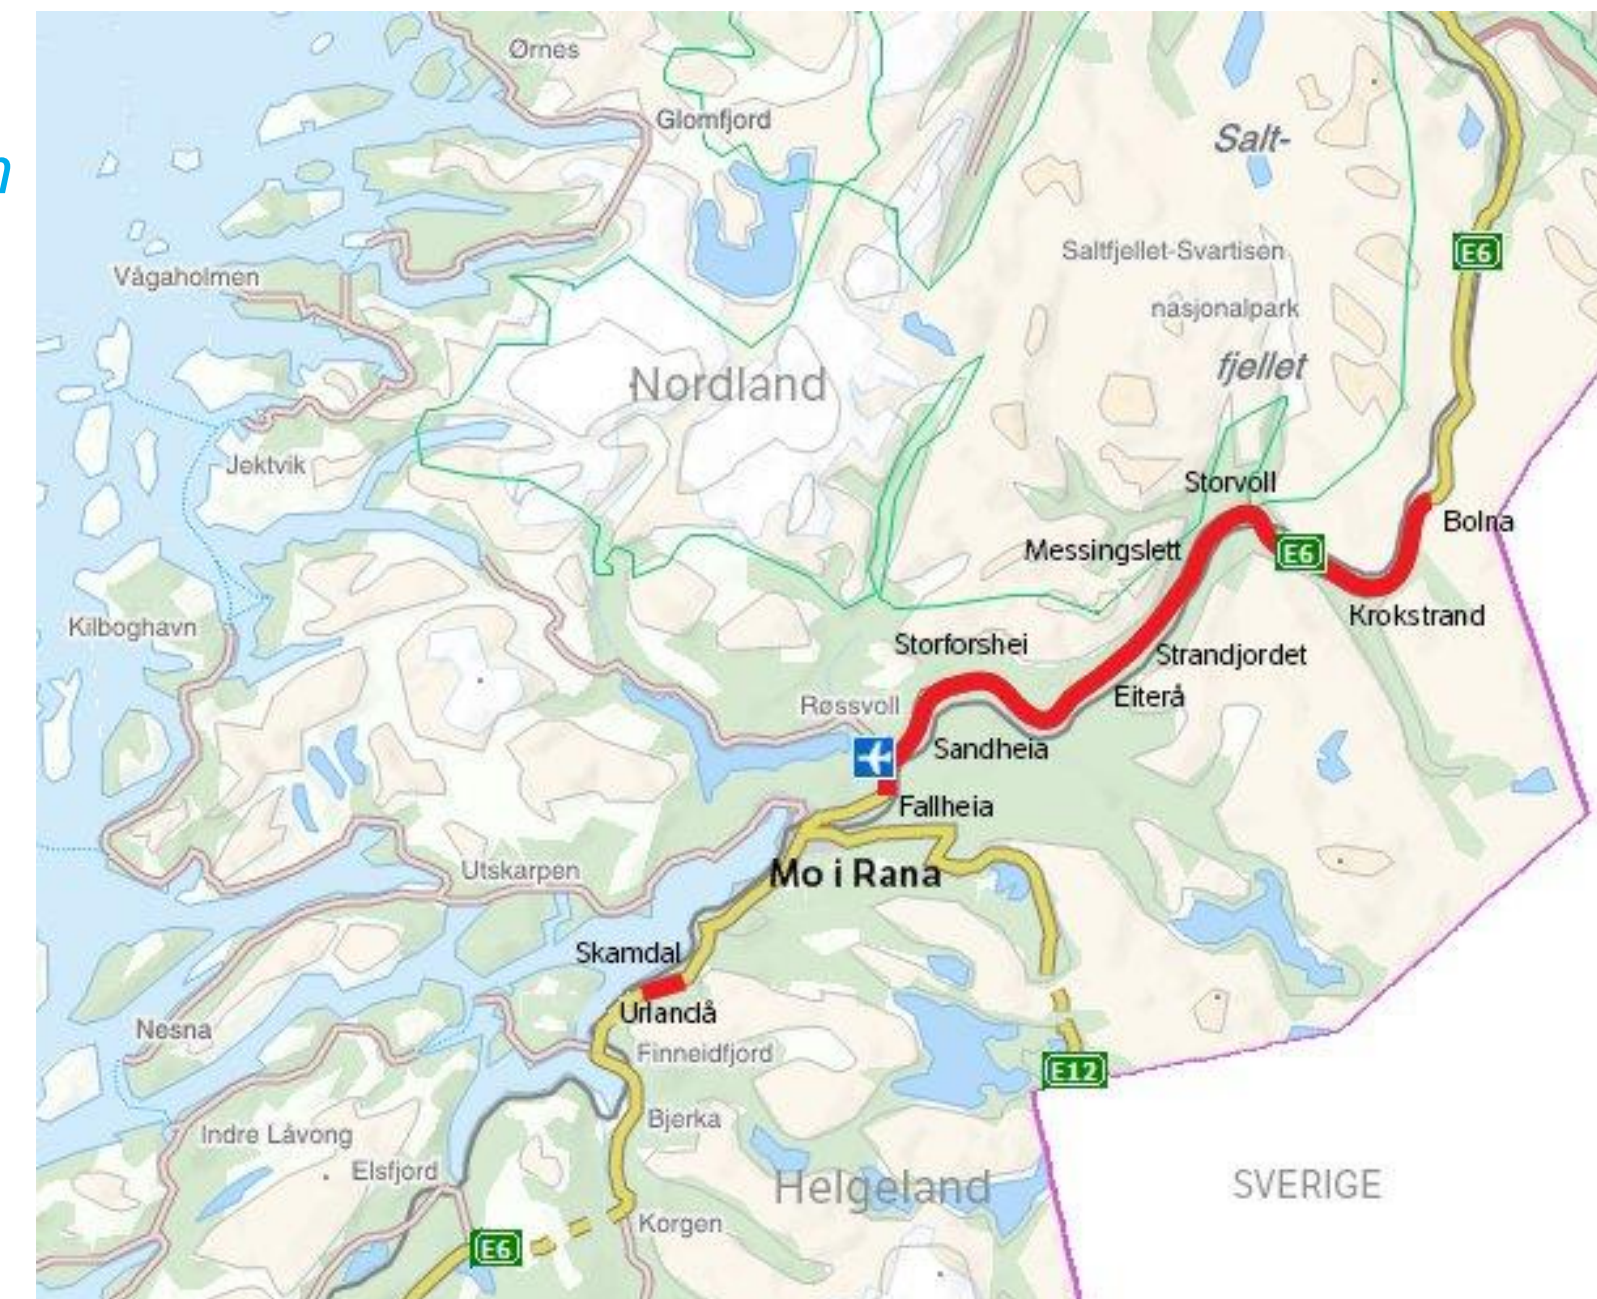 n
Ørnes
Glomfjord
Salt-
Saltfjellet-Svartisen
E6
Vågaholmen
nasjonalpark
fjellet
Nordland
Jektvik
Storvoll
Bolna
Messingslett
E6
Krokstrand
Kilboghavn
Storforshei
Strandjordet
Eiterå
Røssvoll
Sandheia
Fallheia
Utskarpen
Mo i Rana
Skamdal
Urlandå
Nesna
Finneidfjord
E12
Bjerka
Indre Låvong
Elsfjord
Helgeland
SVERIGE
Korgen
E6